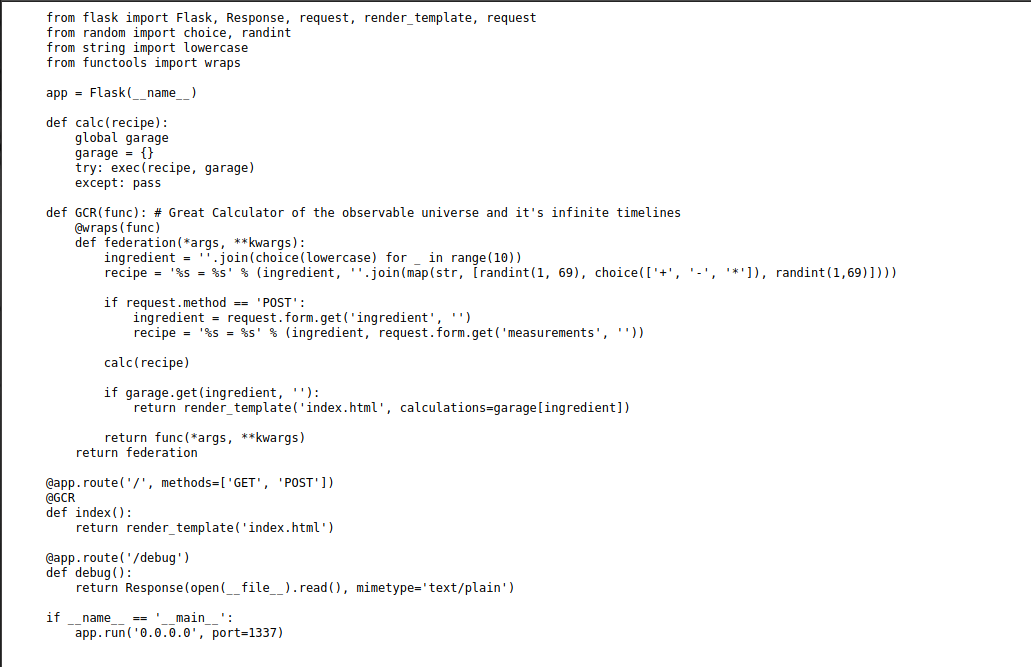 from flask import Flask, Response, request, render_template, request
from random import choice, randint
from string import lowercase
from functools import wraps

app = Flask(__name__)

def calc(recipe):
    global garage
    garage = {}
    try: exec(recipe, garage)
    except: pass

def GCR(func): # Great Calculator of the observable universe and it's infinite timelines
    @wraps(func)
    def federation(*args, **kwargs):
        ingredient = ''.join(choice(lowercase) for _ in range(10))
        recipe = '%s = %s' % (ingredient, ''.join(map(str, [randint(1, 69), choice(['+', '-', '*']), randint(1,69)])))

        if request.method == 'POST':
            ingredient = request.form.get('ingredient', '')
            recipe = '%s = %s' % (ingredient, request.form.get('measurements', ''))

        calc(recipe)

        if garage.get(ingredient, ''):
            return render_template('index.html', calculations=garage[ingredient])

        return func(*args, **kwargs)
    return federation

@app.route('/', methods=['GET', 'POST'])
@GCR
def index():
    return render_template('index.html')

@app.route('/debug')
def debug():
    return Response(open(__file__).read(), mimetype='text/plain')

if __name__ == '__main__':
    app.run('0.0.0.0', port=1337)